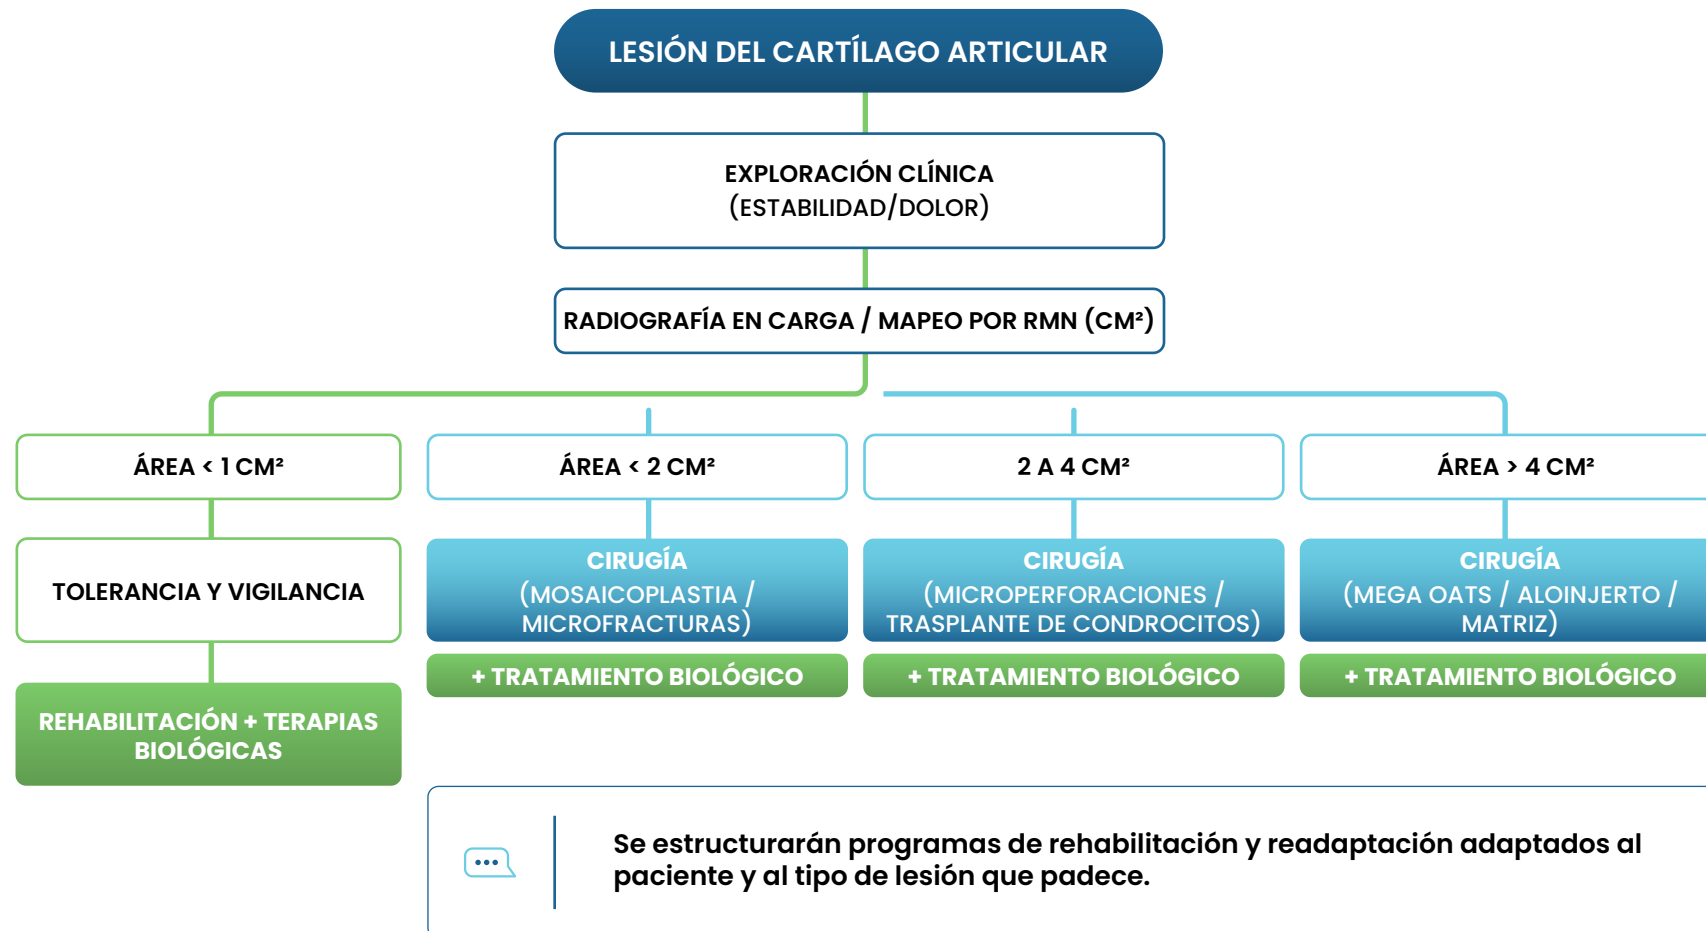 LESIÓN DEL CARTÍLAGO ARTICULAR
EXPLORACIÓN CLÍNICA
(ESTABILIDAD/DOLOR)
RADIOGRAFÍA EN CARGA / MAPEO POR RMN (CM²)
ÁREA < 1 CM²
ÁREA < 2 CM²
2 A 4 CM²
ÁREA > 4 CM²
TOLERANCIA Y VIGILANCIA
CIRUGÍA
(MOSAICOPLASTIA /
MICROFRACTURAS)
CIRUGÍA
(MICROPERFORACIONES /
TRASPLANTE DE CONDROCITOS)
CIRUGÍA
(MEGA OATS / ALOINJERTO /
MATRIZ)
+ TRATAMIENTO BIOLÓGICO
+ TRATAMIENTO BIOLÓGICO
+ TRATAMIENTO BIOLÓGICO
REHABILITACIÓN + TERAPIAS
BIOLÓGICAS
Se estructurarán programas de rehabilitación y readaptación adaptados al
paciente y al tipo de lesión que padece.